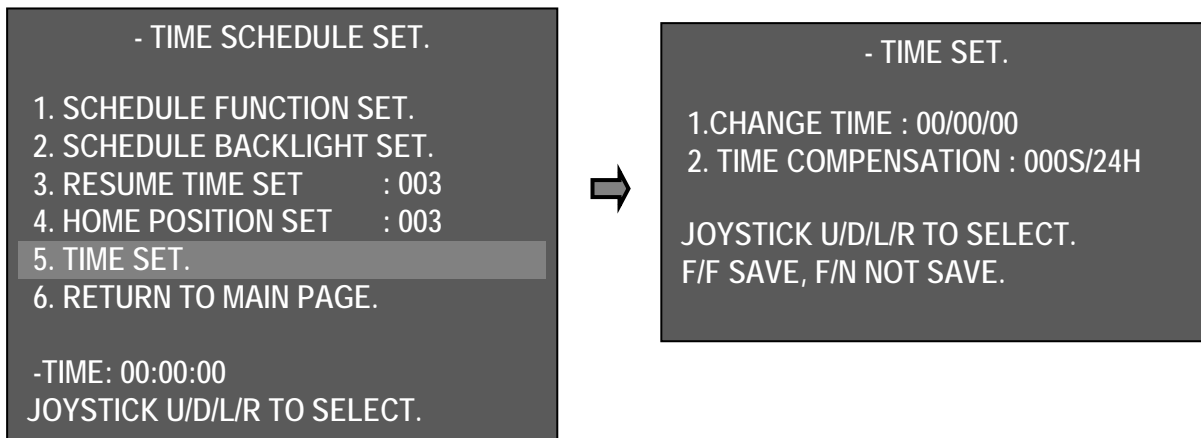 - TIME SCHEDULE SET.
1. SCHEDULE FUNCTION SET.
2. SCHEDULE BACKLIGHT SET.
3. RESUME TIME SET : 003
4. HOME POSITION SET : 003
5. TIME SET.
6. RETURN TO MAIN PAGE.
-TIME: 00:00:00
JOYSTICK U/D/L/R TO SELECT.
- TIME SET.
1.CHANGE TIME : 00/00/00
2. TIME COMPENSATION : 000S/24H
JOYSTICK U/D/L/R TO SELECT.
F/F SAVE, F/N NOT SAVE.